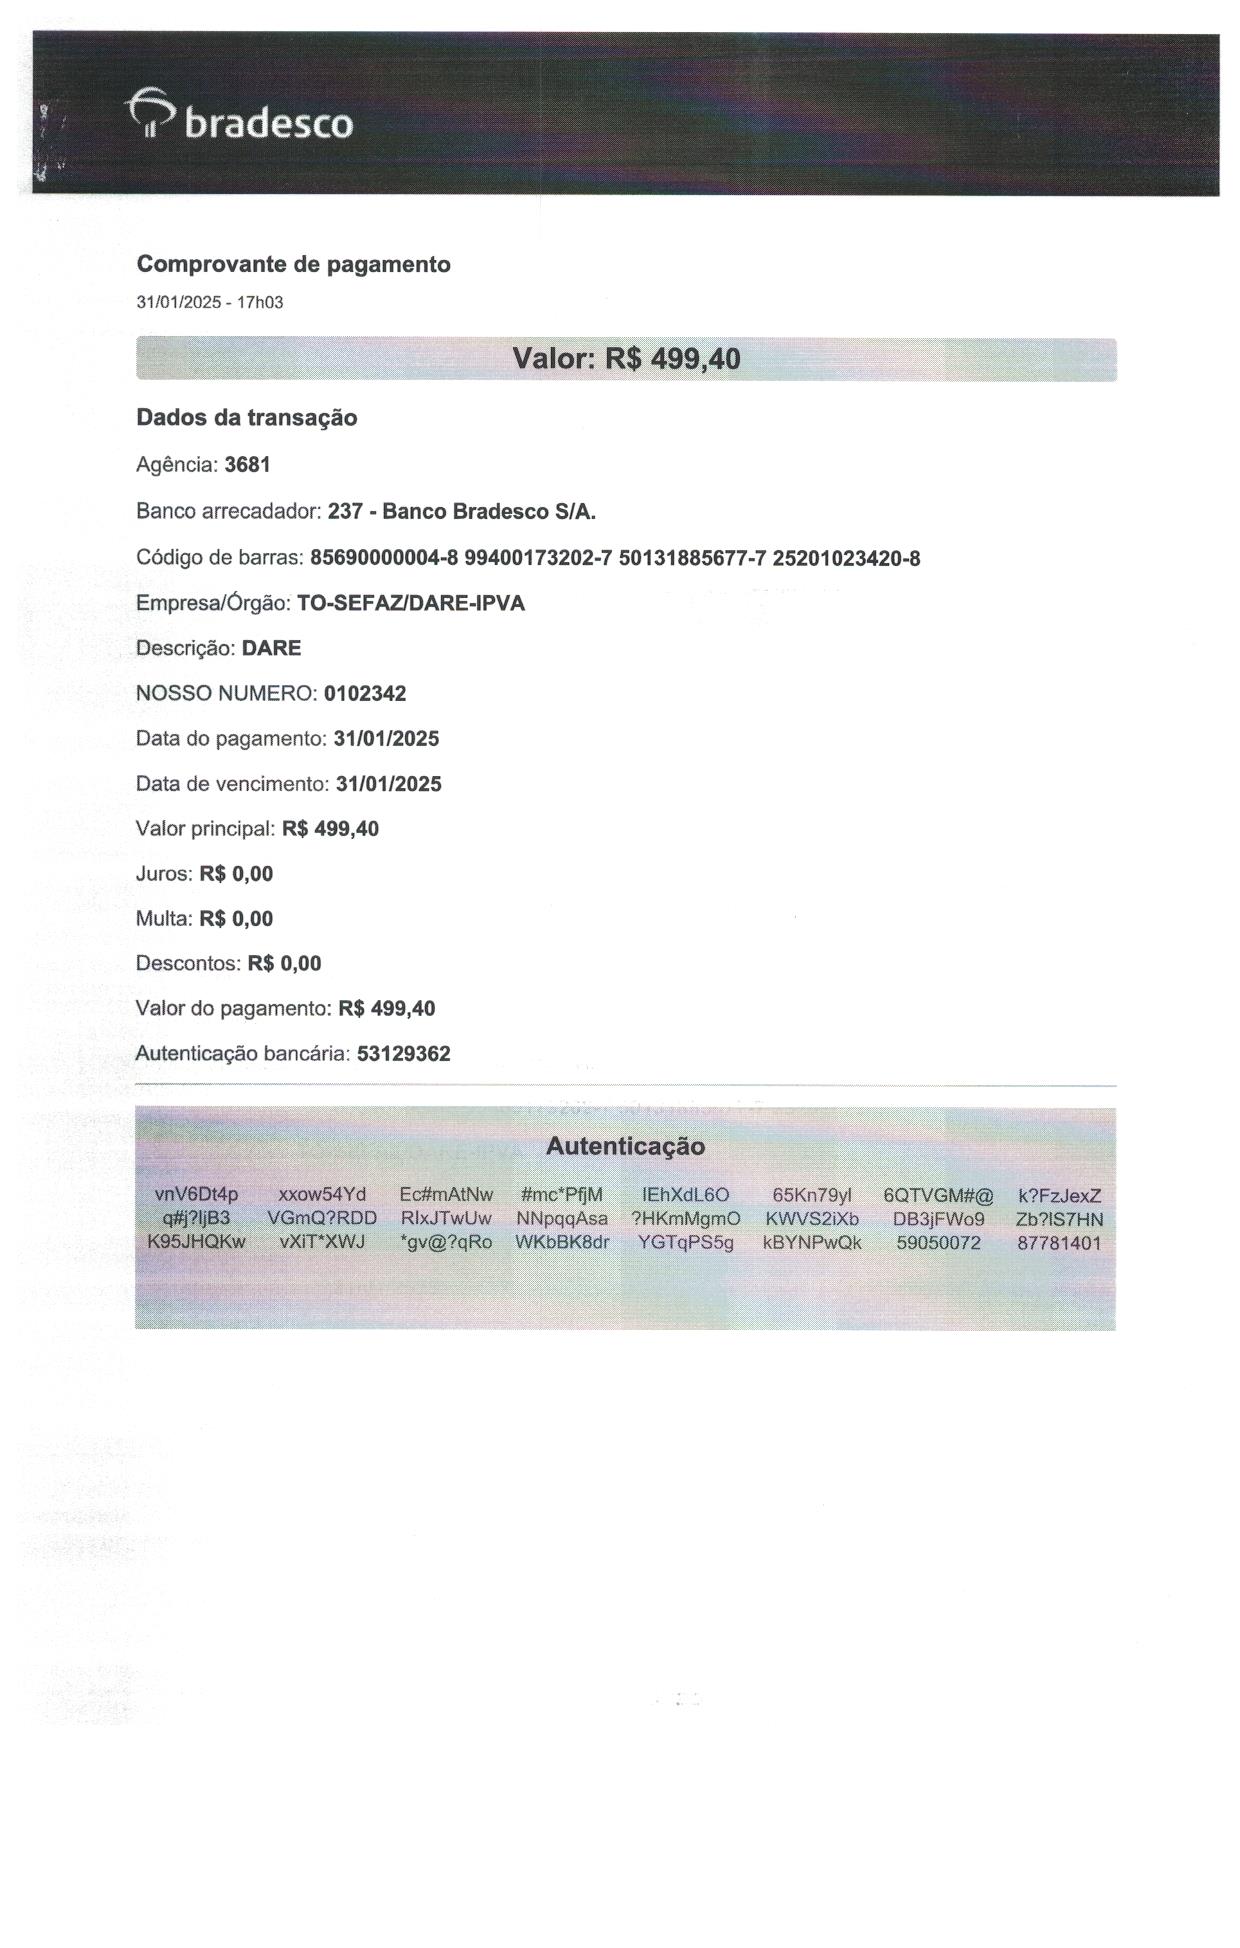 bradesco
Comprovante de pagamento
31/01/2025 - 17h03
Valor: R$ 499,40
Dados da transação
Agência: 3681
Banco arrecadador: 237 - Banco Bradesco S/A.
Código de barras: 85690000004-8 99400173202-7 50131885677-7 25201023420-8
Empresa/Órgão: TO-SEFAZ/DARE-IPVA
Descrição: DARE
NOSSO NUMERO: 0102342
Data do pagamento: 31/01/2025
Data de vencimento: 31/01/2025
Valor principal: R$ 499,40
Juros: R$ 0,00
Multa: R$ 0,00
Descontos: R$ 0,00
Valor do pagamento: R$ 499,40
Autenticação bancária: 53129362
Autenticação
vnV6Dt4p xxow54Yd Ec#mAtNw #mc*PfjM IEhXdL6O 65Kn79yI 6QTVGM#@ k?FzJexZ
q#j?ljB3 VGmQ?RDD RIxJTwUw NNpqqAsa ?HKmMgmO KWVS2iXb DB3jFWo9 Zb?lS7HN
K95JHQKw vXiT*XWJ *gv@?qRo WKbBK8dr YGTqPS5g kBYNPwQk 59050072 87781401